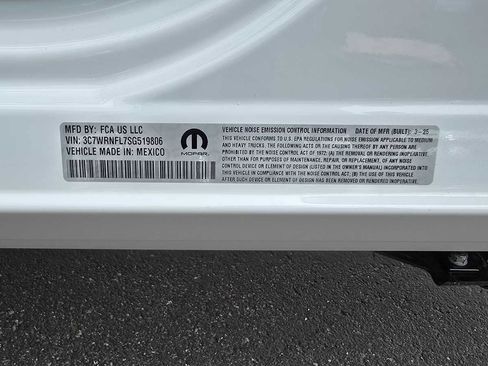 MFD BY: FCA US LLC
VIN: 3C7WRNFL7SG519806
VEHICLE MADE IN: MEXICO
MOPAR
VEHICLE NOISE EMISSION CONTROL INFORMATION DATE OF MFR (BUILT): 3-25
THIS VEHICLE CONFORMS TO U.S. E.P.A. REGULATIONS FOR NOISE EMISSION APPLICABLE TO MEDIUM
AND HEAVY TRUCKS. THE FOLLOWING ACTS OR THE CAUSING THEREOF BY ANY PERSON ARE PROHIBITED
BY THE NOISE CONTROL ACT OF 1972: (A) THE REMOVAL OR RENDERING INOPERATIVE,
OTHER THAN FOR PURPOSES OF MAINTENANCE, REPAIR, OR REPLACEMENT, OF ANY NOISE
CONTROL DEVICE OR ELEMENT OF DESIGN (LISTED IN THE OWNER'S MANUAL) INCORPORATED
INTO THIS VEHICLE IN COMPLIANCE WITH THE NOISE CONTROL ACT; (B) THE USE OF THIS VEHICLE
AFTER SUCH DEVICE OR ELEMENT OF DESIGN HAS BEEN REMOVED OR RENDERED INOPERATIVE.